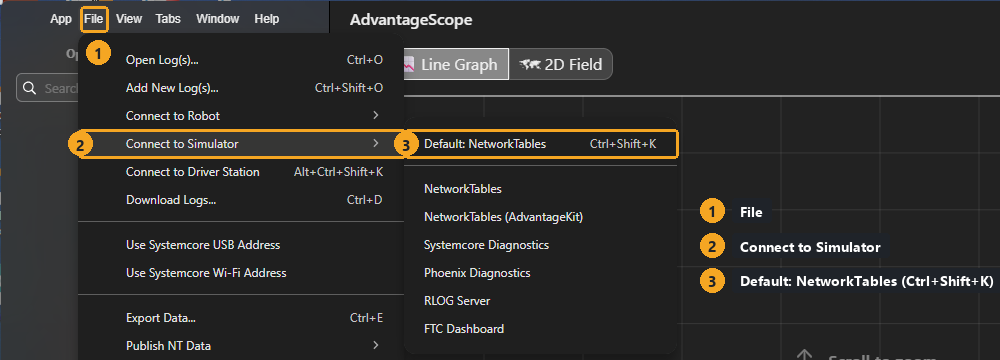 App File View Tabs Window Help
AdvantageScope
1
Open Log(s)... Ctrl+O
Line Graph
2D Field
Search
Add New Log(s)... Ctrl+Shift+O
Connect to Robot
2 Connect to Simulator
3 Default: NetworkTables Ctrl+Shift+K
Connect to Driver Station Alt+Ctrl+Shift+K
Download Logs... Ctrl+D
Use Systemcore USB Address
Use Systemcore Wi-Fi Address
Export Data... Ctrl+E
Publish NT Data
NetworkTables
NetworkTables (AdvantageKit)
Systemcore Diagnostics
Phoenix Diagnostics
RLOG Server
FTC Dashboard
1 File
2 Connect to Simulator
3 Default: NetworkTables (Ctrl+Shift+K)
Scroll to zoom